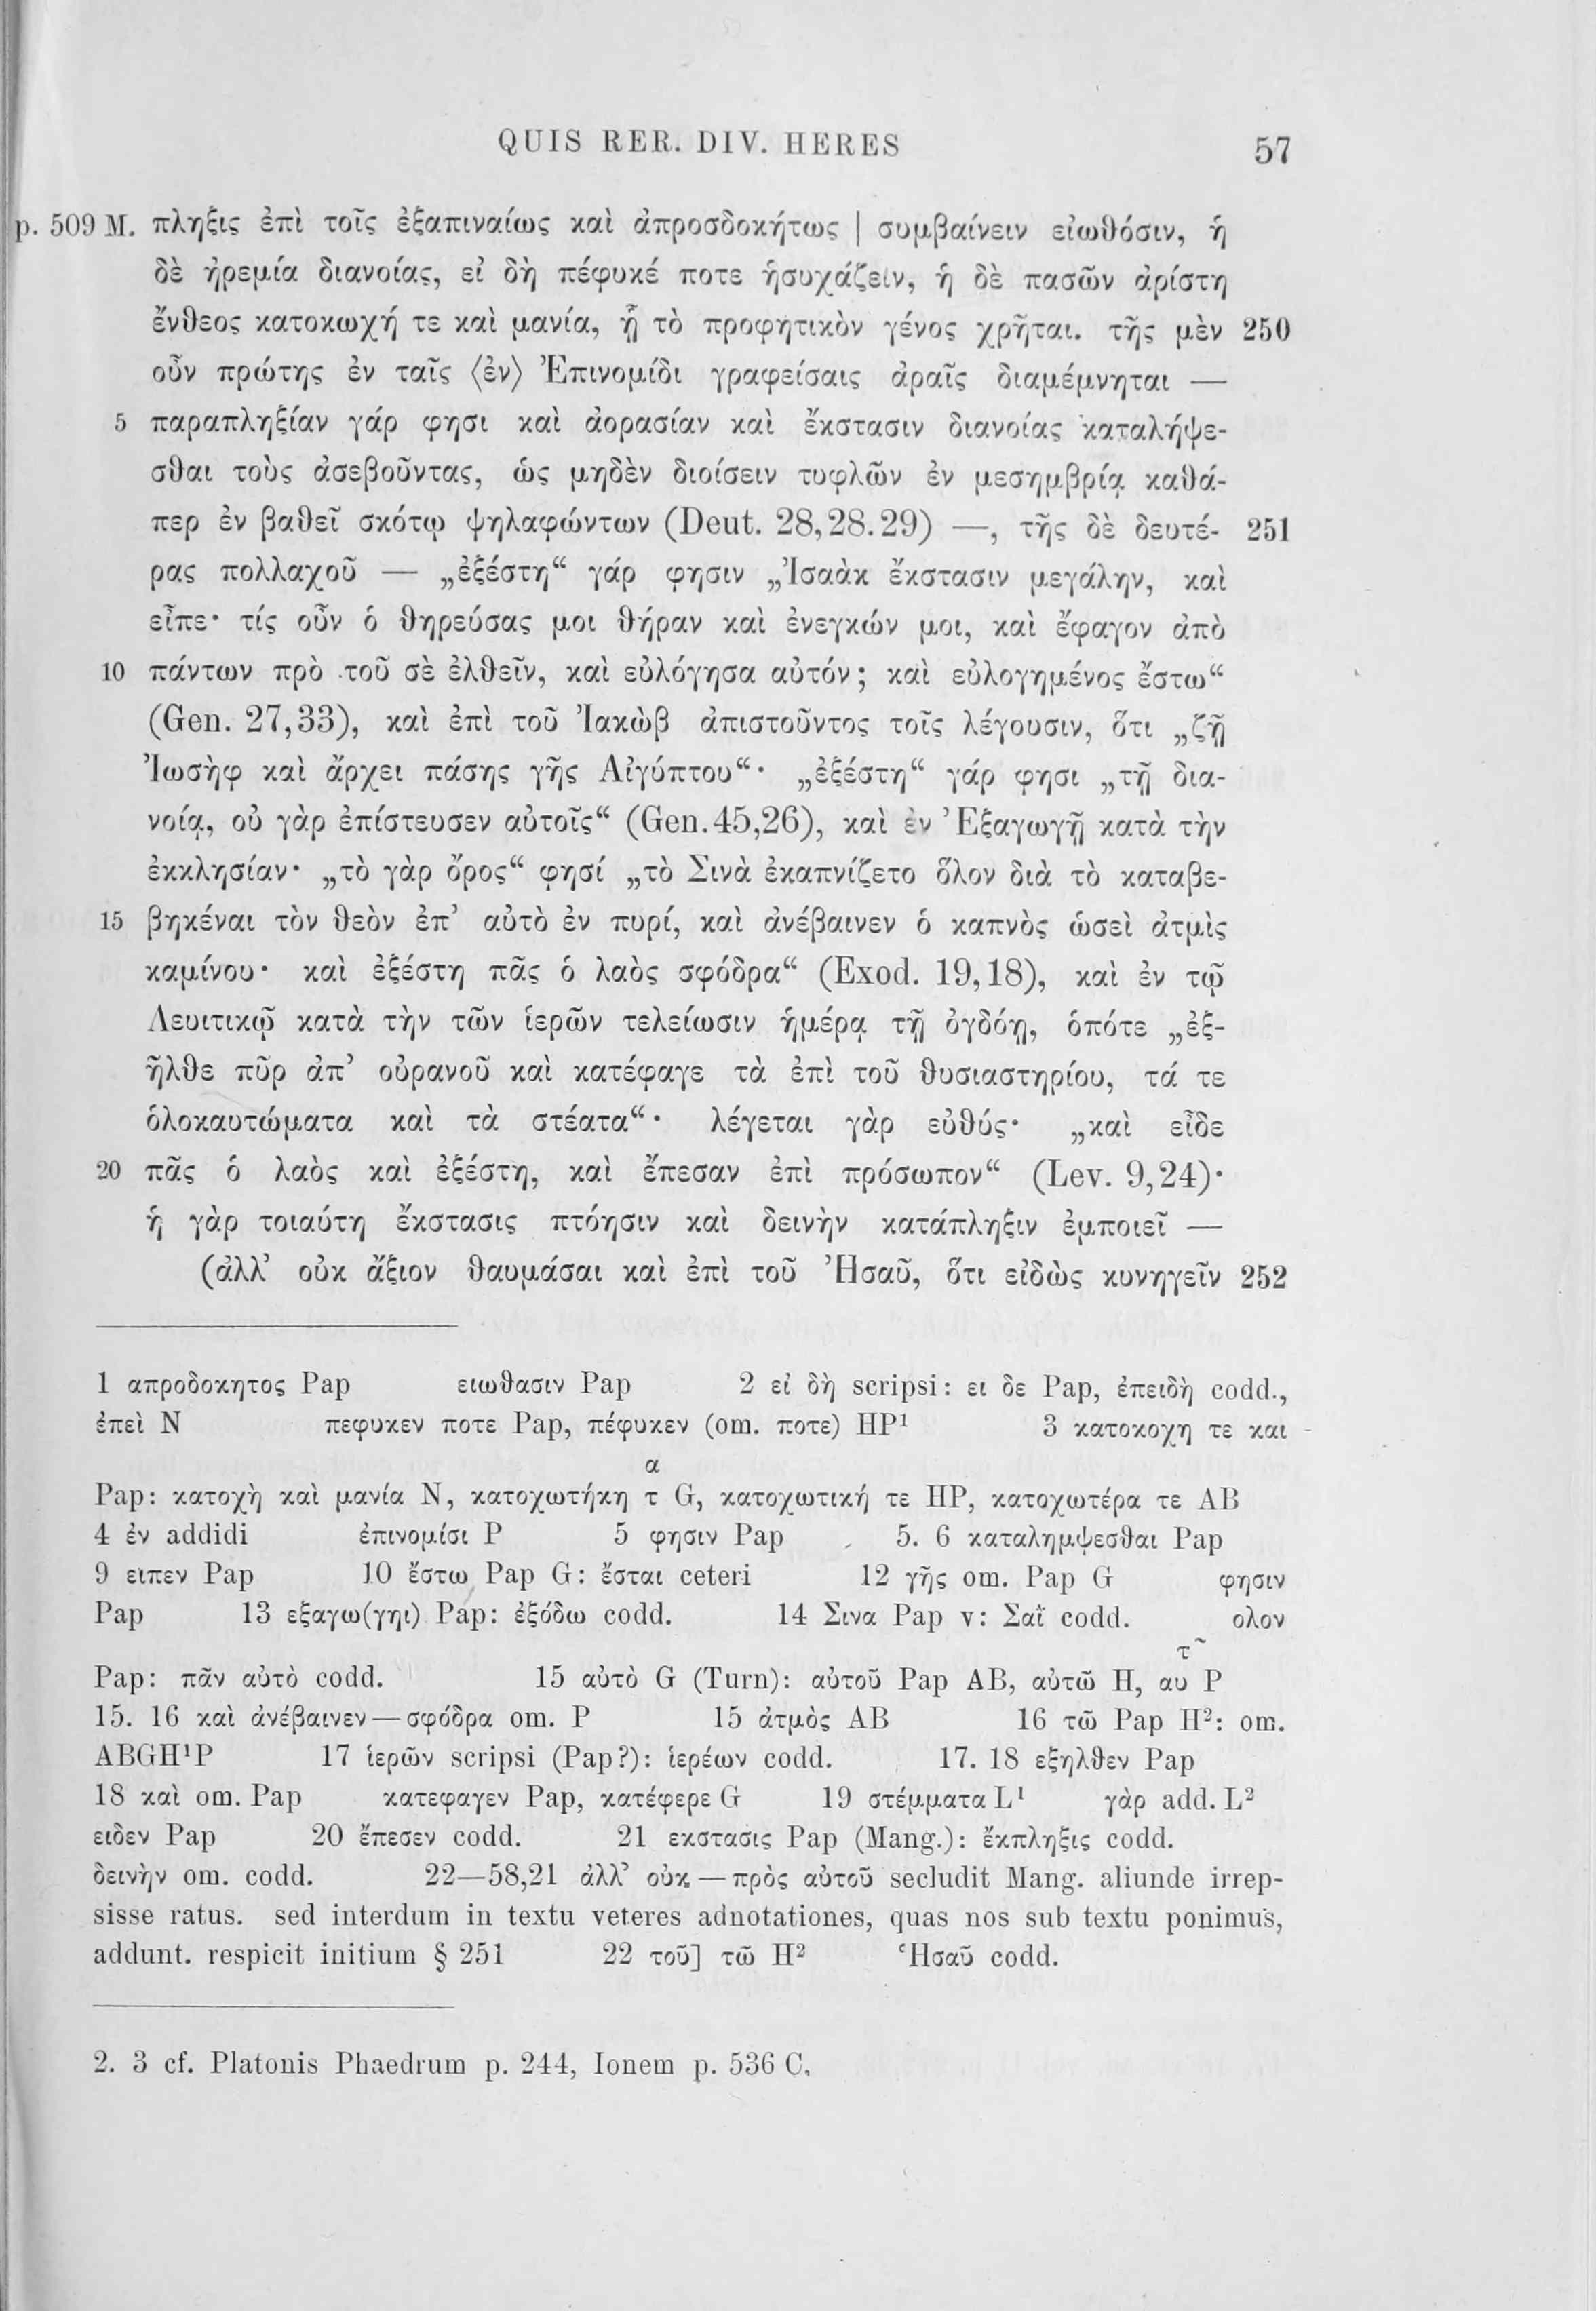 QUIS RER. DIV. HERES 57
p. 509 M. πληξις ἐπὶ τοῖς ἐξαπιναίως καὶ ἀπροσδοκήτως | συμβαίνειν εἰωθόσιν, ἡ
δὲ ἠρεμία διανοίας, εἰ δὴ πέφυκέ ποτε ἡσυχάζειν, ἡ δὲ πασῶν ἀρίστη
ἔνθεος κατοκωχή τε καὶ μανία, ᾗ τὸ προφητικὸν γένος χρῆται. τῆς μὲν 250
οὖν πρώτης ἐν ταῖς ⟨ἐν⟩ Ἐπινομίδι γραφείσαις ἀραῖς διαμέμνηται —
5 παραπληξίαν γάρ φησι καὶ ἀορασίαν καὶ ἔκστασιν διανοίας καταλήψε-
σθαι τοὺς ἀσεβοῦντας, ὡς μηδὲν διοίσειν τυφλῶν ἐν μεσημβρίᾳ καθά-
περ ἐν βαθεῖ σκότῳ ψηλαφώντων (Deut. 28,28.29) —, τῆς δὲ δευτέ- 251
ρας πολλαχοῦ — „ἐξέστη“ γάρ φησιν „Ἰσαὰκ ἔκστασιν μεγάλην, καὶ
εἶπε· τίς οὖν ὁ θηρεύσας μοι θήραν καὶ ἐνεγκών μοι, καὶ ἔφαγον ἀπὸ
10 πάντων πρὸ τοῦ σὲ ἐλθεῖν, καὶ εὐλόγησα αὐτόν; καὶ εὐλογημένος ἔστω“
(Gen. 27,33), καὶ ἐπὶ τοῦ Ἰακὼβ ἀπιστοῦντος τοῖς λέγουσιν, ὅτι „ζῇ
Ἰωσὴφ καὶ ἄρχει πάσης γῆς Αἰγύπτου“· „ἐξέστη“ γάρ φησι „τῇ δια-
νοίᾳ, οὐ γὰρ ἐπίστευσεν αὐτοῖς“ (Gen. 45,26), καὶ ἐν Ἐξαγωγῇ κατὰ τὴν
ἐκκλησίαν· „τὸ γὰρ ὄρος“ φησί „τὸ Σινὰ ἐκαπνίζετο ὅλον διὰ τὸ καταβε-
15 βηκέναι τὸν θεὸν ἐπ’ αὐτὸ ἐν πυρί, καὶ ἀνέβαινεν ὁ καπνὸς ὡσεὶ ἀτμὶς
καμίνου· καὶ ἐξέστη πᾶς ὁ λαὸς σφόδρα“ (Exod. 19,18), καὶ ἐν τῷ
Λευιτικῷ κατὰ τὴν τῶν ἱερῶν τελείωσιν ἡμέρᾳ τῇ ὀγδόῃ, ὁπότε „ἐξ-
ῆλθε πῦρ ἀπ’ οὐρανοῦ καὶ κατέφαγε τὰ ἐπὶ τοῦ θυσιαστηρίου, τά τε
ὁλοκαυτώματα καὶ τὰ στέατα“· λέγεται γὰρ εὐθύς· „καὶ εἶδε
20 πᾶς ὁ λαὸς καὶ ἐξέστη, καὶ ἔπεσαν ἐπὶ πρόσωπον“ (Lev. 9,24)·
ἡ γὰρ τοιαύτη ἔκστασις πτόησιν καὶ δεινὴν κατάπληξιν ἐμποιεῖ —
(ἀλλ’ οὐκ ἄξιον θαυμάσαι καὶ ἐπὶ τοῦ Ἠσαῦ, ὅτι εἰδὼς κυνηγεῖν 252
1 απροδοκητος Pap ειωθασιν Pap 2 εἰ δὴ scripsi: ει δε Pap, ἐπειδὴ codd.,
ἐπεὶ N πεφυκεν ποτε Pap, πέφυκεν (om. ποτε) HP¹ 3 κατοκοχη τε και
α
Pap: κατοχὴ καὶ μανία N, κατοχωτήκη τ G, κατοχωτική τε HP, κατοχωτέρα τε AB
4 ἐν addidi ἐπινομίσι P 5 φησιν Pap 5. 6 καταλημψεσθαι Pap
9 ειπεν Pap 10 ἔστω Pap G: ἔσται ceteri 12 γῆς om. Pap G φησιν
Pap 13 εξαγω(γηι) Pap: ἐξόδω codd. 14 Σινα Pap v: Σαῒ codd. ολον
τ῀
Pap: πᾶν αὐτὸ codd. 15 αὐτὸ G (Turn): αὐτοῦ Pap AB, αὐτῶ H, αυ P
15. 16 καὶ ἀνέβαινεν — σφόδρα om. P 15 ἀτμὸς AB 16 τῶ Pap H²: om.
ABGH¹P 17 ἱερῶν scripsi (Pap?): ἱερέων codd. 17. 18 εξηλθεν Pap
18 καὶ om. Pap κατεφαγεν Pap, κατέφερε G 19 στέμματα L¹ γὰρ add. L²
ειδεν Pap 20 ἔπεσεν codd. 21 εκστασις Pap (Mang.): ἔκπληξις codd.
δεινὴν om. codd. 22—58,21 ἀλλ’ οὐκ — πρὸς αὐτοῦ secludit Mang. aliunde irrep-
sisse ratus. sed interdum in textu veteres adnotationes, quas nos sub textu ponimus,
addunt. respicit initium § 251 22 τοῦ] τῶ H² Ἡσαῦ codd.
2. 3 cf. Platonis Phaedrum p. 244, Ionem p. 536 C.